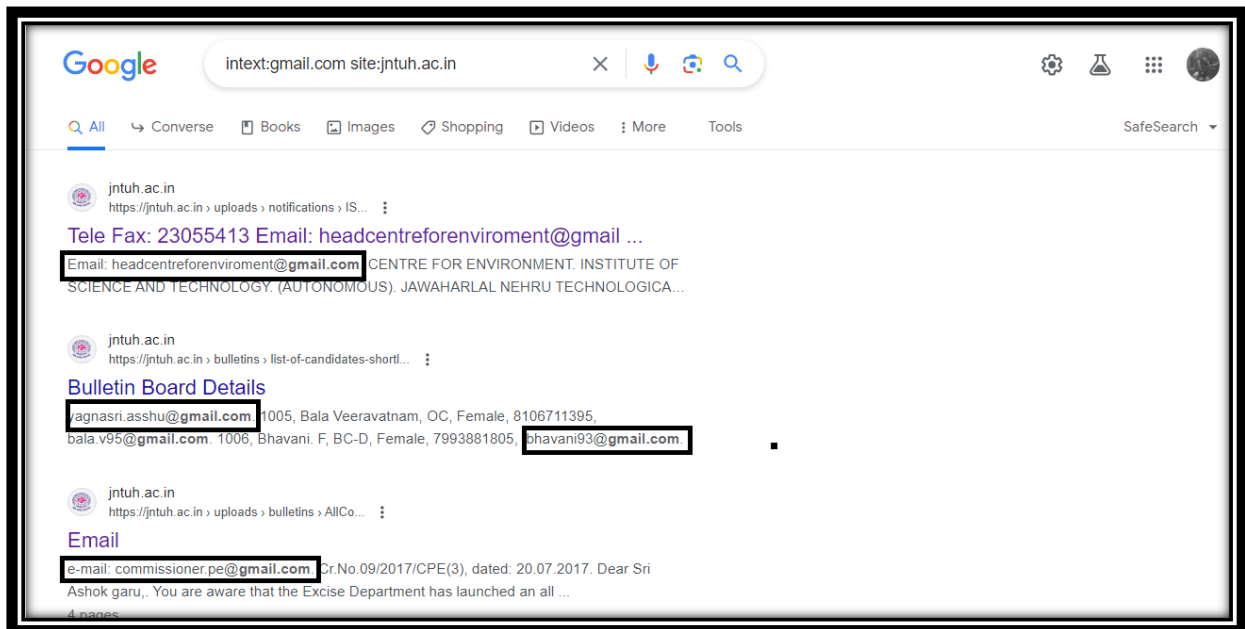 Google
intext:gmail.com site:jntuh.ac.in
All Converse Books Images Shopping Videos More Tools SafeSearch
jntuh.ac.in
https://jntuh.ac.in › uploads › notifications › IS...
Tele Fax: 23055413 Email: headcentreforenviroment@gmail ...
Email: headcentreforenviroment@gmail.com. CENTRE FOR ENVIRONMENT. INSTITUTE OF
SCIENCE AND TECHNOLOGY. (AUTONOMOUS). JAWAHARLAL NEHRU TECHNOLOGICA...
jntuh.ac.in
https://jntuh.ac.in › bulletins › list-of-candidates-shortl...
Bulletin Board Details
yagnasri.asshu@gmail.com. 1005, Bala Veeravatnam, OC, Female, 8106711395,
bala.v95@gmail.com. 1006, Bhavani. F, BC-D, Female, 7993881805, bhavani93@gmail.com.
jntuh.ac.in
https://jntuh.ac.in › uploads › bulletins › AllCo...
Email
e-mail: commissioner.pe@gmail.com. Cr.No.09/2017/CPE(3), dated: 20.07.2017. Dear Sri
Ashok garu,. You are aware that the Excise Department has launched an all ...
4 pages